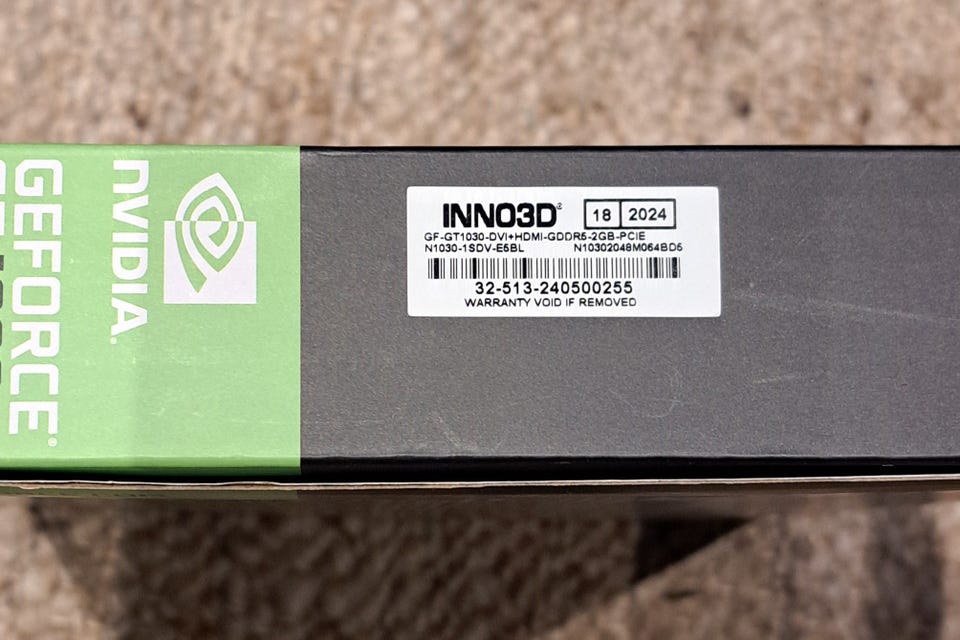 GEFORCE®
nVIDIA.
INNO3D® 18 2024
GF-GT1030-DVI+HDMI-GDDR5-2GB-PCIE
N1030-1SDV-E5BL N10302048M064BD5
32-513-240500255
WARRANTY VOID IF REMOVED